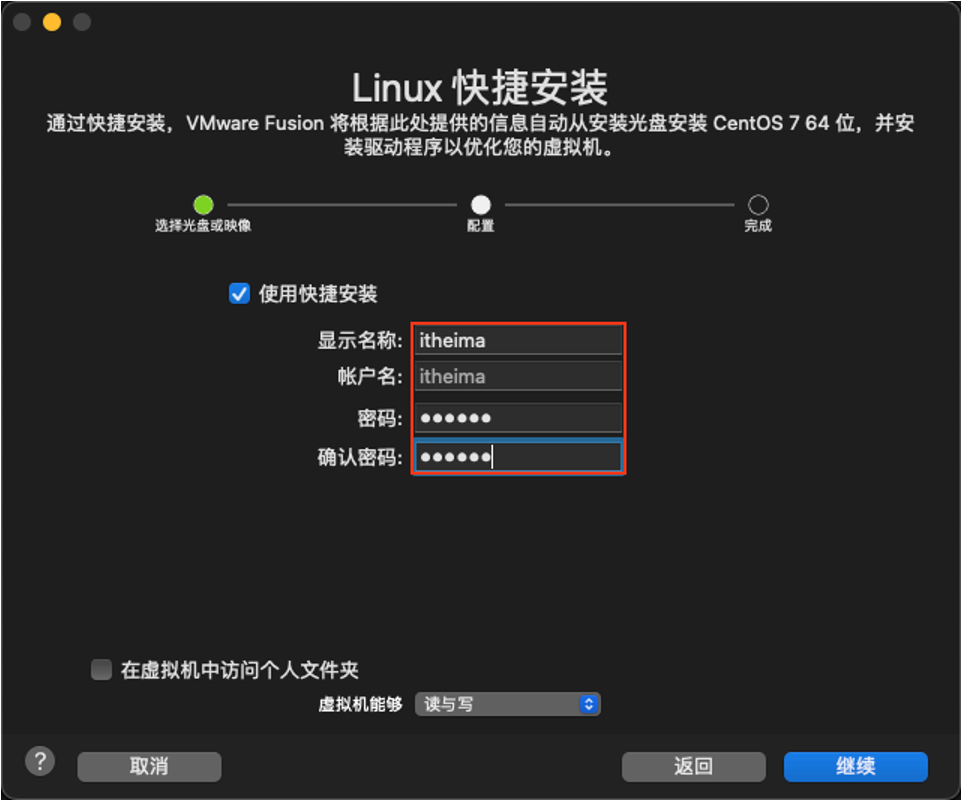 Linux 快捷安装
通过快捷安装，VMware Fusion 将根据此处提供的信息自动从安装光盘安装 CentOS 7 64 位，并安
装驱动程序以优化您的虚拟机。
选择光盘或映像
配置
完成
使用快捷安装
显示名称: itheima
帐户名: itheima
密码: ●●●●●●
确认密码: ●●●●●●
在虚拟机中访问个人文件夹
虚拟机能够 读与写
?
取消
返回
继续